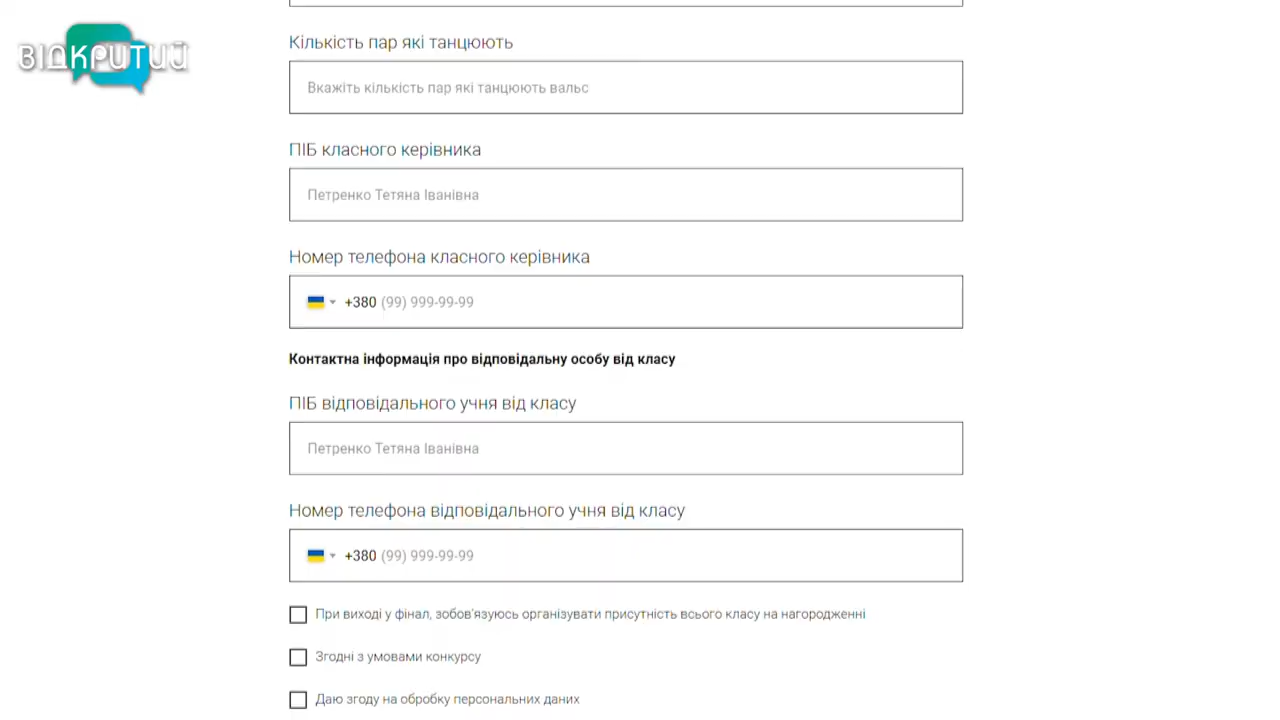 ВІДКРИТИЙ
Кількість пар які танцюють
Вкажіть кількість пар які танцюють вальс
ПІБ класного керівника
Петренко Тетяна Іванівна
Номер телефона класного керівника
+380 (99) 999-99-99
Контактна інформація про відповідальну особу від класу
ПІБ відповідального учня від класу
Петренко Тетяна Іванівна
Номер телефона відповідального учня від класу
+380 (99) 999-99-99
При виході у фінал, зобов'язуюсь організувати присутність всього класу на нагородженні
Згодні з умовами конкурсу
Даю згоду на обробку персональних даних